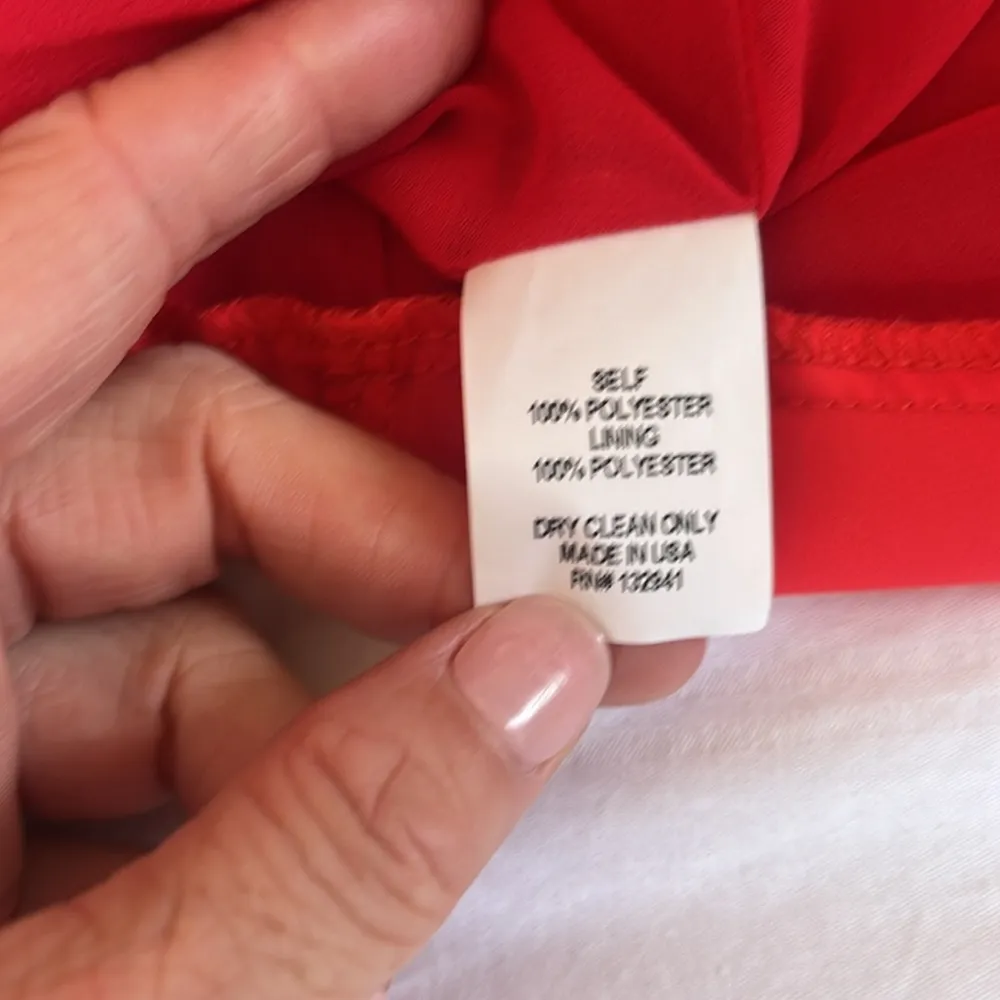 SELF
100% POLYESTER
LINING
100% POLYESTER
DRY CLEAN ONLY
MADE IN USA
RN# 132941